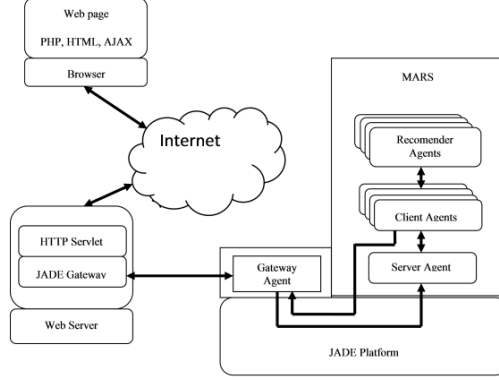 Web page
PHP, HTML, AJAX
Browser
Internet
MARS
Recomender
Agents
Client Agents
Server Agent
HTTP Servlet
JADE Gateway
Gateway
Agent
Web Server
JADE Platform